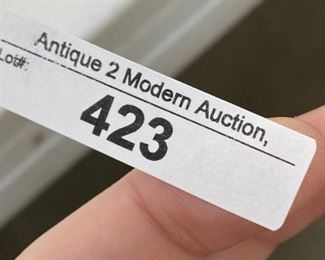 Antique 2 Modern Auction,
Lot#:
423